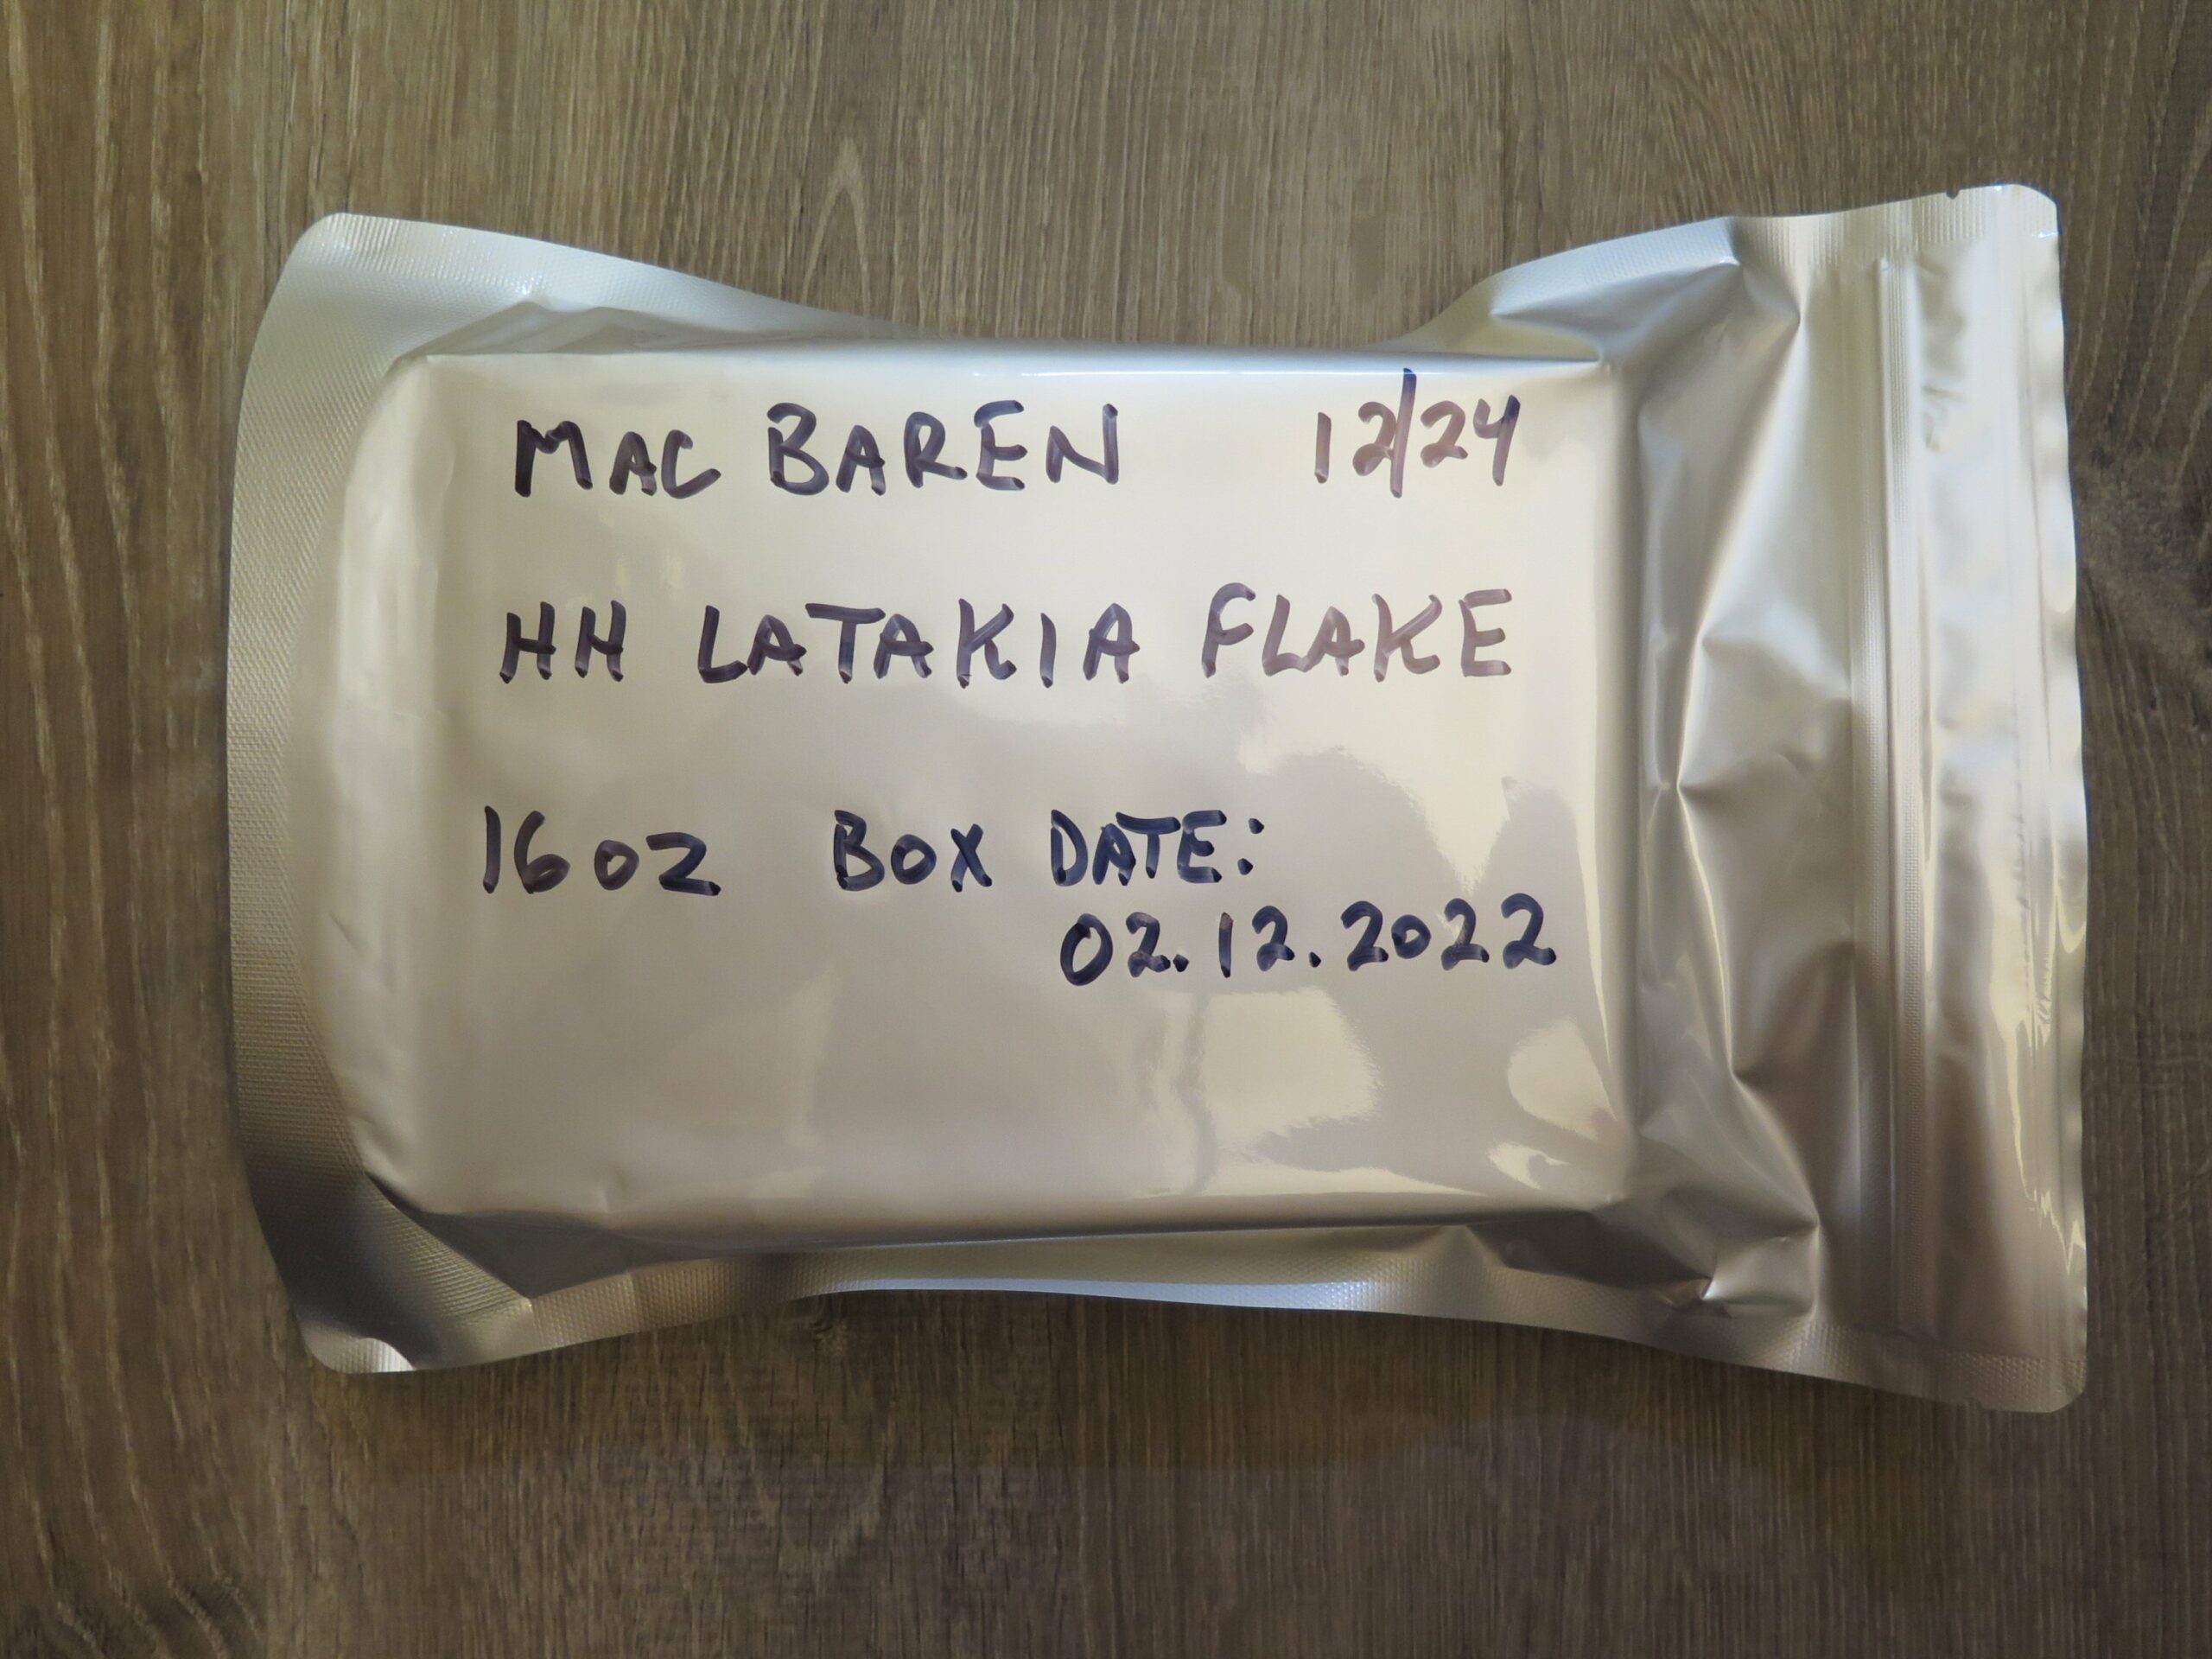 MAC BAREN 12/24
HH LATAKIA FLAKE
16 OZ BOX DATE:
02.12.2022